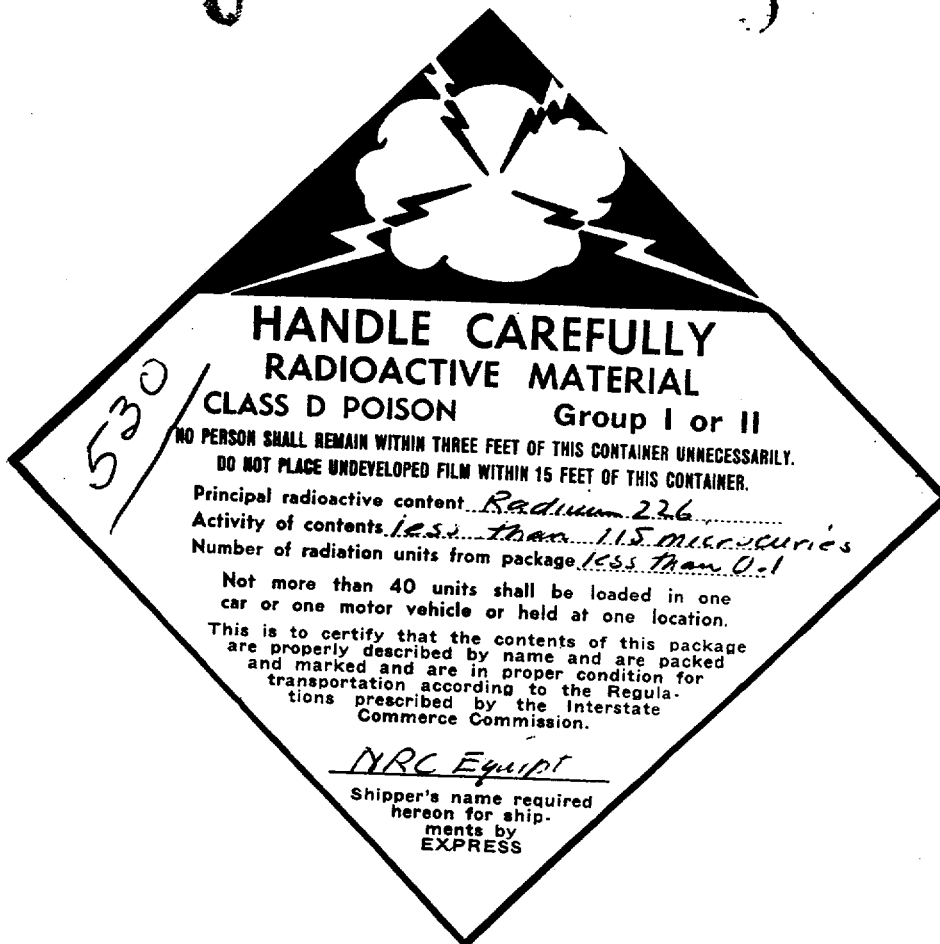 HANDLE CAREFULLY
RADIOACTIVE MATERIAL
CLASS D POISON Group I or II
530
NO PERSON SHALL REMAIN WITHIN THREE FEET OF THIS CONTAINER UNNECESSARILY.
DO NOT PLACE UNDEVELOPED FILM WITHIN 15 FEET OF THIS CONTAINER.
Principal radioactive content Radium 226
Activity of contents less than 115 microcuries
Number of radiation units from package less than 0.1
Not more than 40 units shall be loaded in one
car or one motor vehicle or held at one location.
This is to certify that the contents of this package
are properly described by name and are packed
and marked and are in proper condition for
transportation according to the Regula-
tions prescribed by the Interstate
Commerce Commission.
NRC Equipt
Shipper's name required
hereon for ship-
ments by
EXPRESS